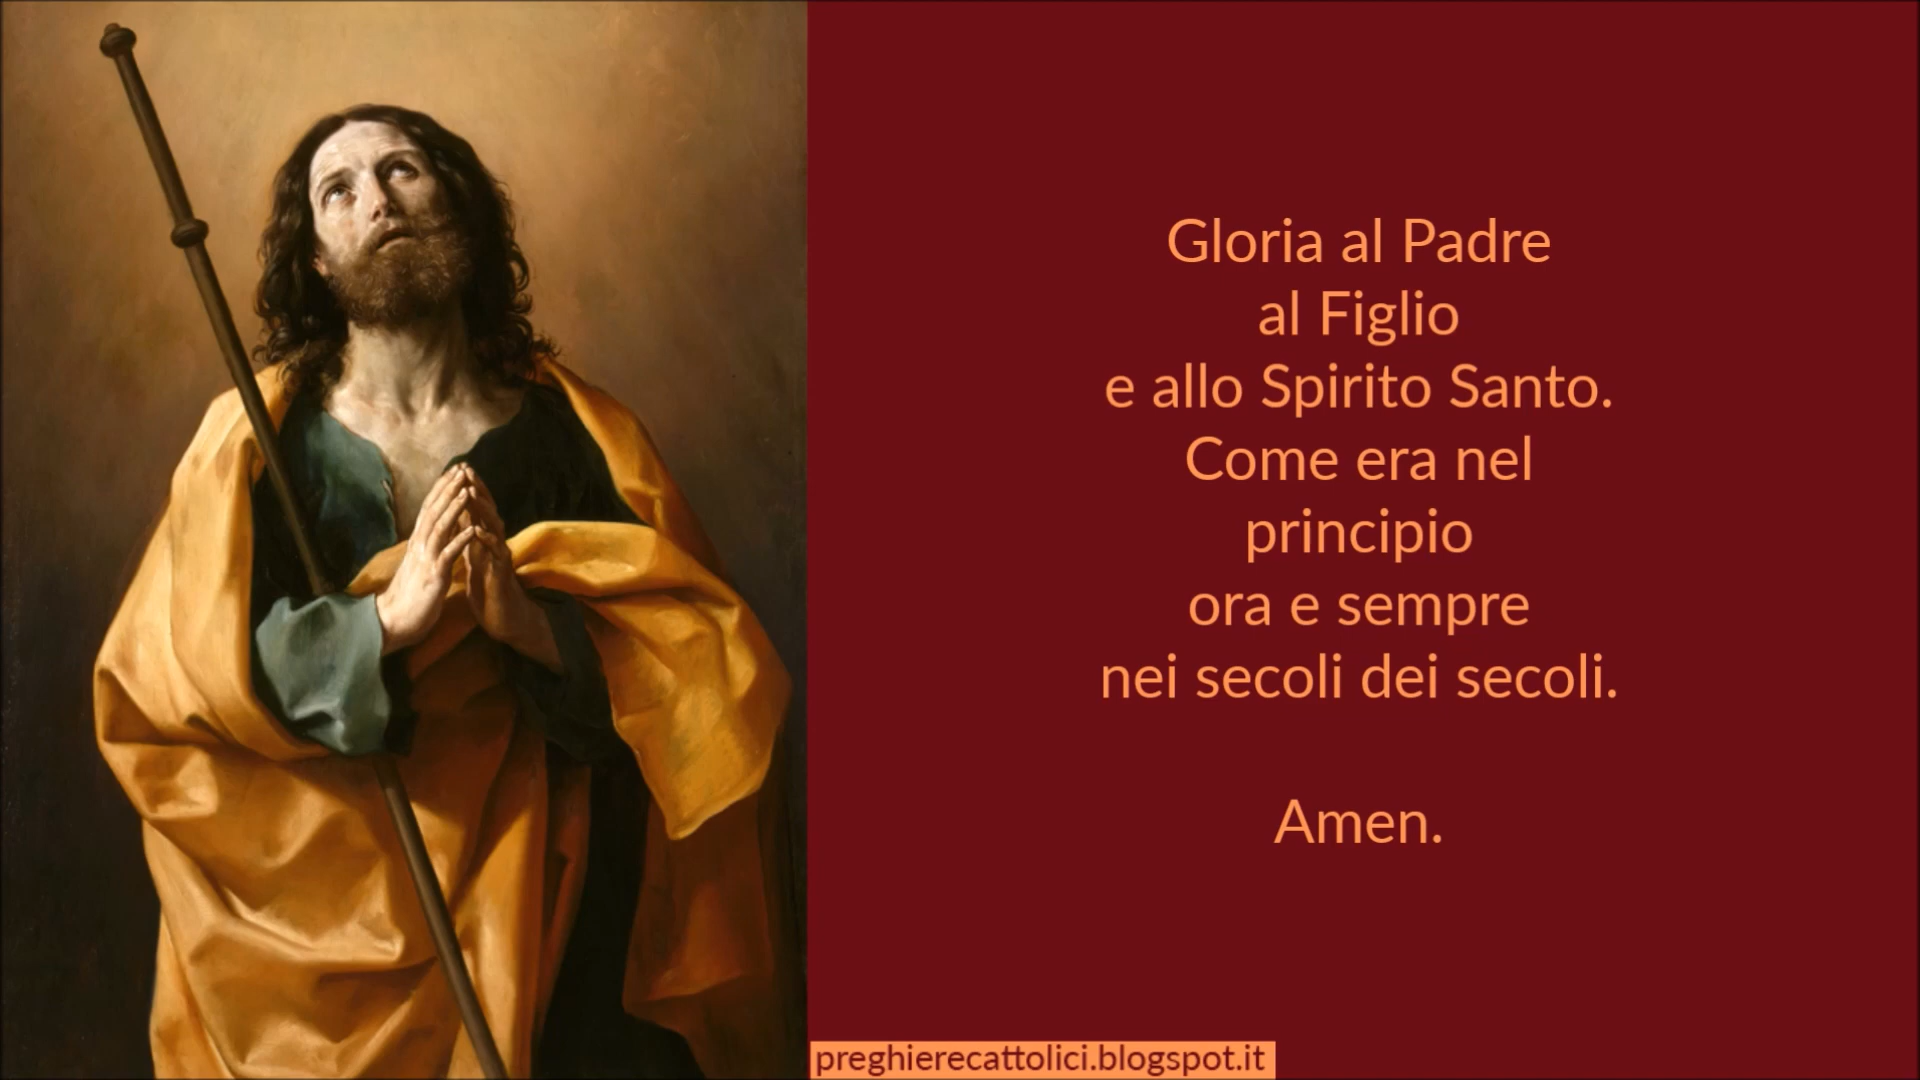 Gloria al Padre
al Figlio
e allo Spirito Santo.
Come era nel
principio
ora e sempre
nei secoli dei secoli.
Amen.
preghierecattolici.blogspot.it